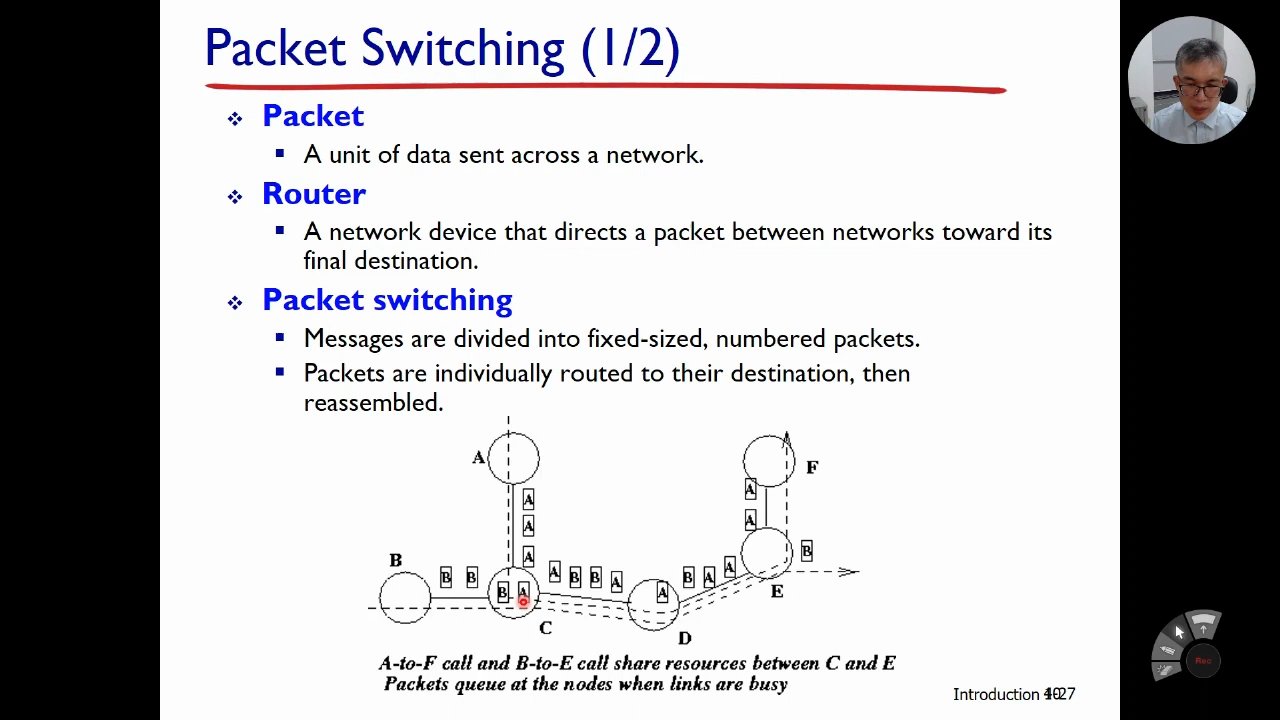 Packet Switching (1/2)
Packet
A unit of data sent across a network.
Router
A network device that directs a packet between networks toward its
final destination.
Packet switching
Messages are divided into fixed-sized, numbered packets.
Packets are individually routed to their destination, then
reassembled.
A
F
A
A
A
A
A
B
B
B
B
A
B
B
A
B
A
A
B
A
A
E
C
D
A-to-F call and B-to-E call share resources between C and E
Packets queue at the nodes when links are busy
Introduction
Rec